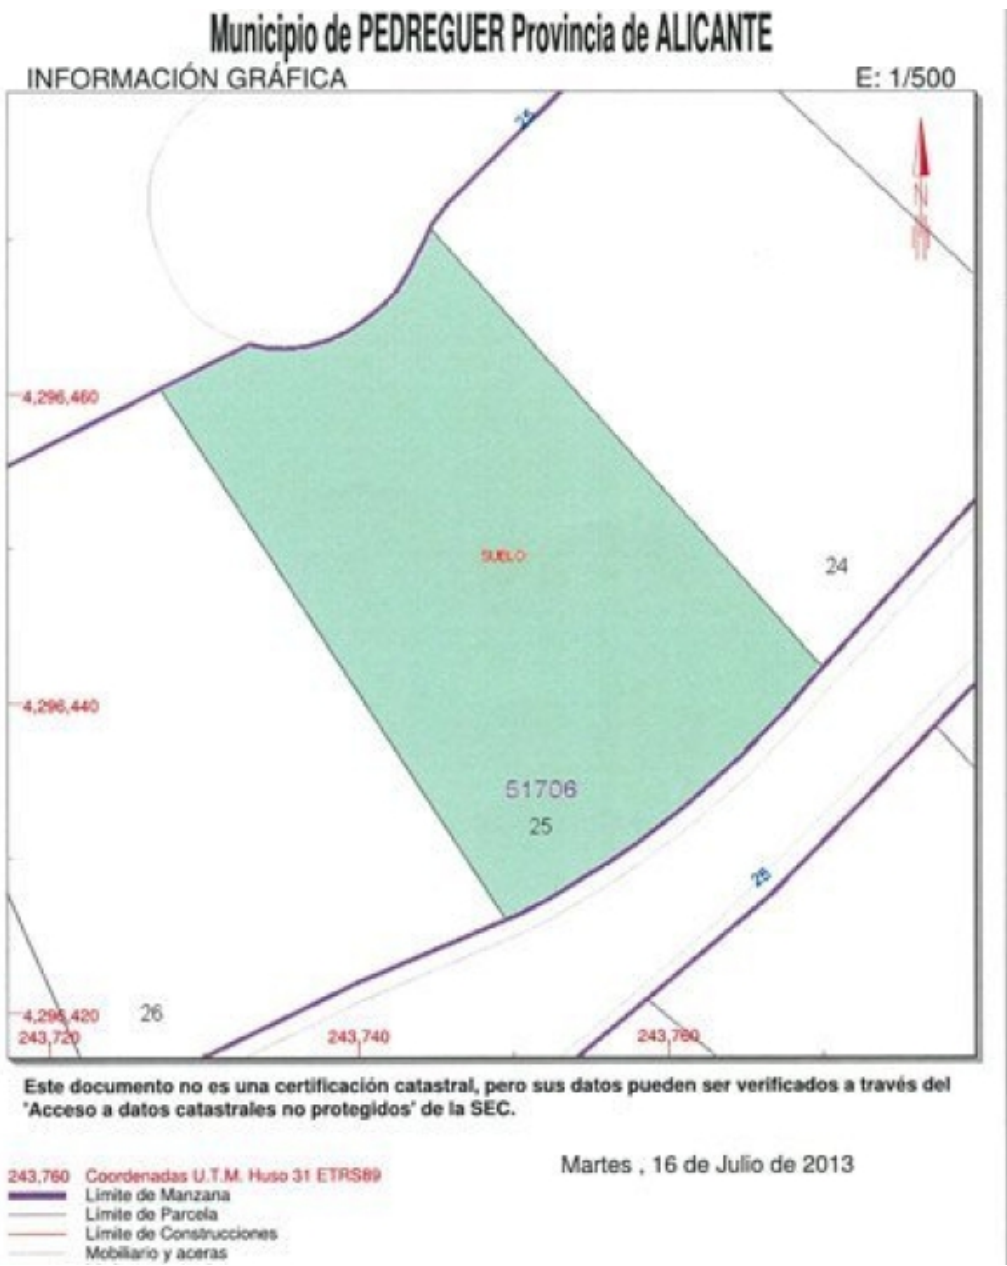 Municipio de PEDREGUER Provincia de ALICANTE
INFORMACIÓN GRÁFICA
E: 1/500
25
N
4,296,460
SUELO
24
4,296,440
51706
25
25
4,296,420
26
243,720
243,740
243,760
Este documento no es una certificación catastral, pero sus datos pueden ser verificados a través del
"Acceso a datos catastrales no protegidos" de la SEC.
Martes , 16 de Julio de 2013
243,760 Coordenadas U.T.M. Huso 31 ETRS89
Límite de Manzana
Límite de Parcela
Límite de Construcciones
Mobiliario y aceras